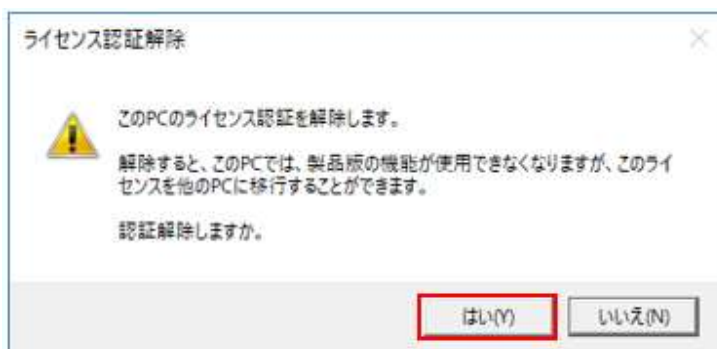 ライセンス認証解除
このPCのライセンス認証を解除します。
解除すると、このPCでは、製品版の機能が使用できなくなりますが、このライ
センスを他のPCに移行することができます。
認証解除しますか。
はい(Y)
いいえ(N)